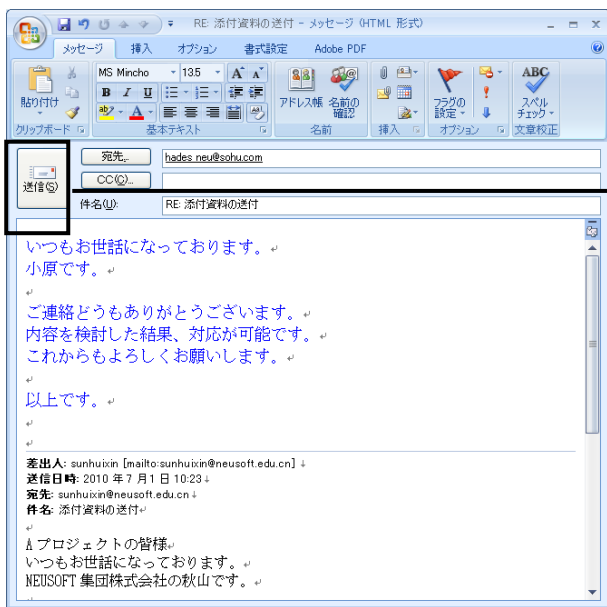 RE: 添付資料の送付 - メッセージ (HTML 形式)
メッセージ 挿入 オプション 書式設定 Adobe PDF
MS Mincho 13.5 A A
貼り付け B I U アドレス帳 名前の確認 フラグの設定 ABC スペルチェック
クリップボード 基本テキスト 名前 挿入 オプション 文章校正
送信(S)
宛先... hades_neu@sohu.com
CC(C)...
件名(U): RE: 添付資料の送付
いつもお世話になっております。
小原です。
ご連絡どうもありがとうございます。
内容を検討した結果、対応が可能です。
これからもよろしくお願いします。
以上です。
差出人: sunhuixin [mailto:sunhuixin@neusoft.edu.cn]
送信日時: 2010 年 7 月 1 日 10:23
宛先: sunhuixin@neusoft.edu.cn
件名: 添付資料の送付
A プロジェクトの皆様
いつもお世話になっております。
NEUSOFT 集団株式会社の秋山です。